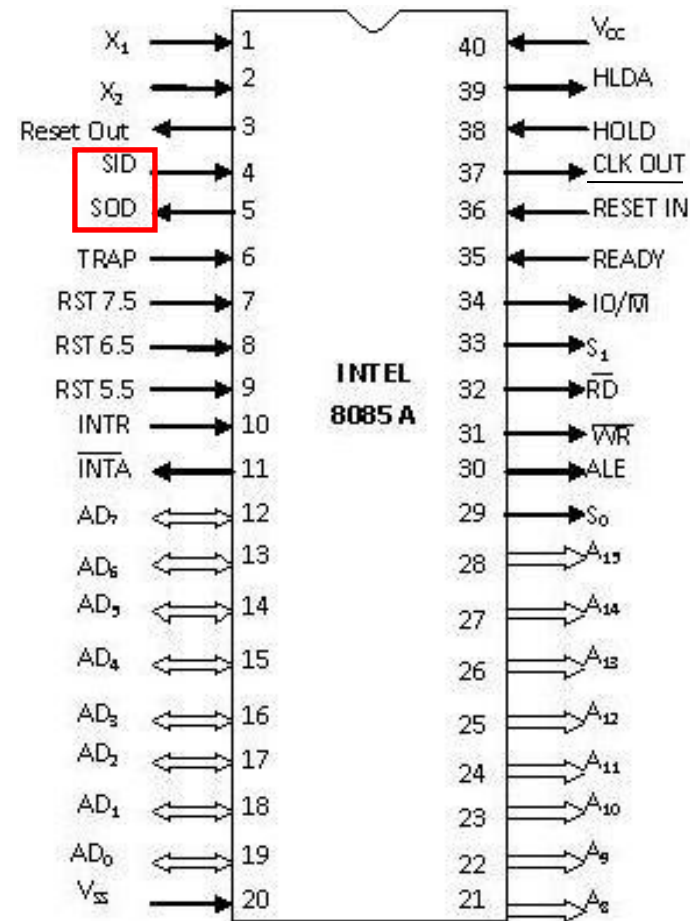 X₁ 1 40 Vcc
X₂ 2 39 HLDA
Reset Out 3 38 HOLD
SID 4 37 CLK OUT
SOD 5 36 RESET IN
TRAP 6 35 READY
RST 7.5 7 34 IO/M̅
RST 6.5 8 33 S₁
INTEL
RST 5.5 9 32 R̅D̅
8085 A
INTR 10 31 W̅R̅
I̅N̅T̅A̅ 11 30 ALE
AD₇ 12 29 S₀
AD₆ 13 28 A₁₅
AD₅ 14 27 A₁₄
AD₄ 15 26 A₁₃
AD₃ 16 25 A₁₂
AD₂ 17 24 A₁₁
AD₁ 18 23 A₁₀
AD₀ 19 22 A₉
Vss 20 21 A₈